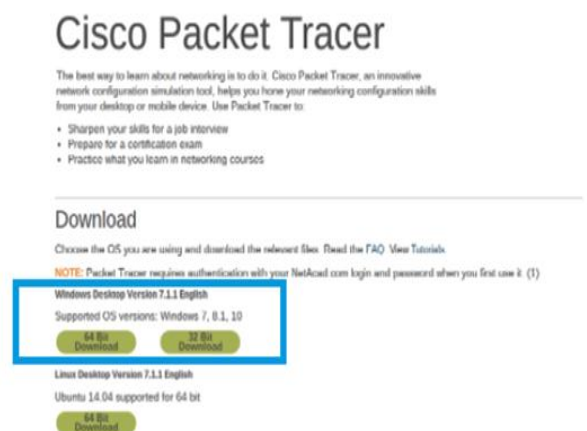 Cisco Packet Tracer
The best way to learn about networking is to do it. Cisco Packet Tracer, an innovative
network configuration simulation tool, helps you hone your networking configuration skills
from your desktop or mobile device. Use Packet Tracer to:
• Sharpen your skills for a job interview
• Prepare for a certification exam
• Practice what you learn in networking courses
Download
Choose the OS you are using and download the relevant files. Read the FAQ. View Tutorials.
NOTE: Packet Tracer requires authentication with your NetAcad.com login and password when you first use it. (1)
Windows Desktop Version 7.1.1 English
Supported OS versions: Windows 7, 8.1, 10
64 Bit
Download
32 Bit
Download
Linux Desktop Version 7.1.1 English
Ubuntu 14.04 supported for 64 bit
64 Bit
Download